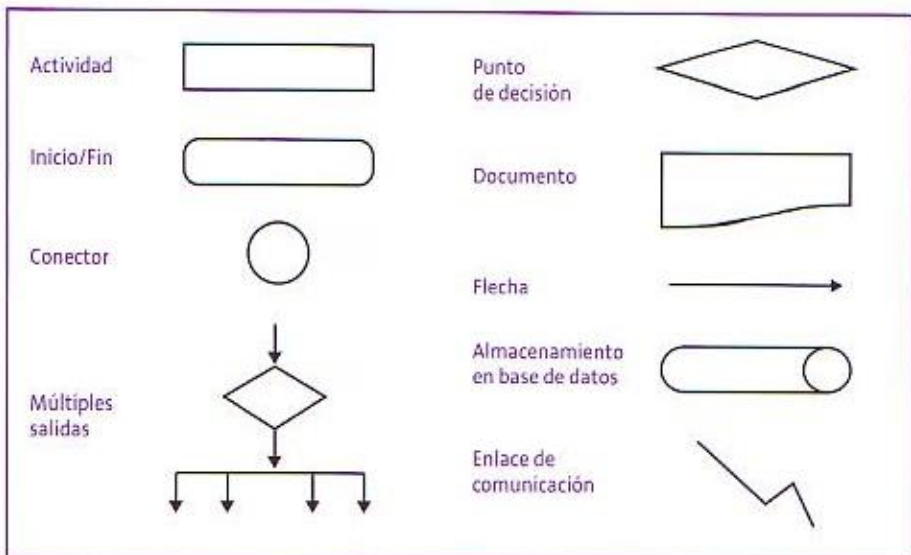 Actividad
Inicio/Fin
Conector
Múltiples
salidas
Punto
de decisión
Documento
Flecha
Almacenamiento
en base de datos
Enlace de
comunicación